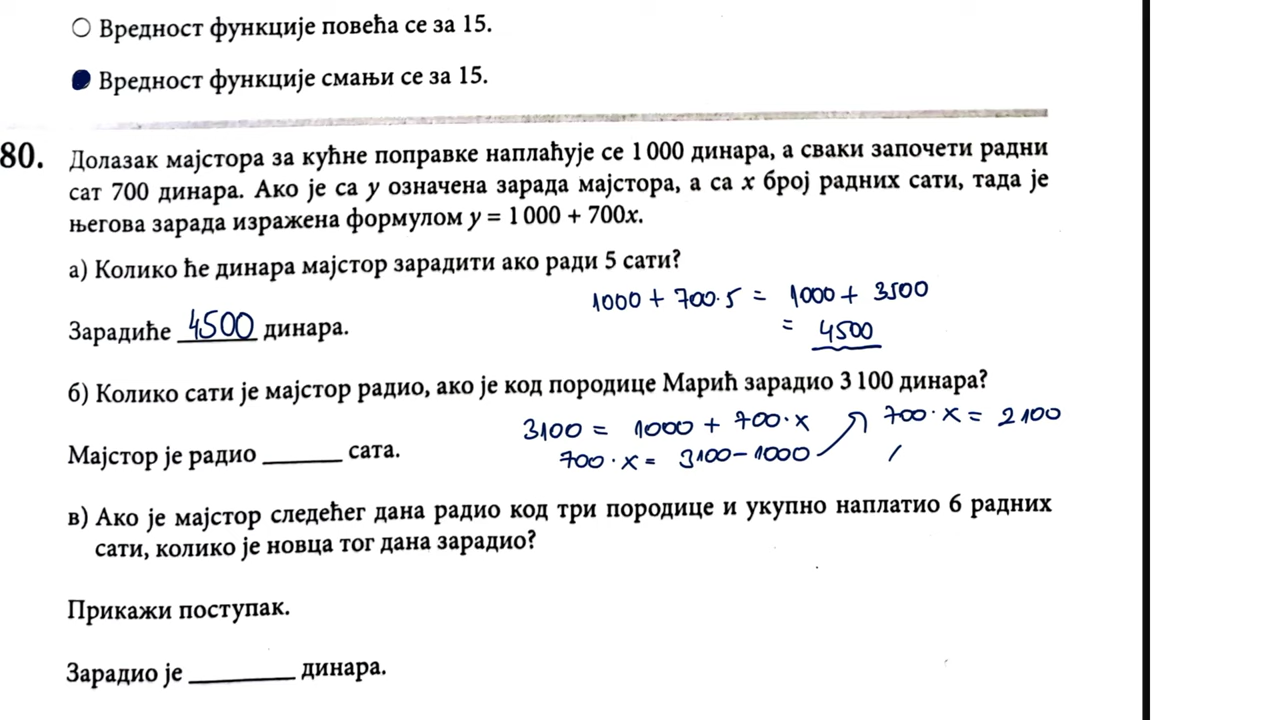 Вредност функције повећа се за 15.
Вредност функције смањи се за 15.
80. Долазак мајстора за кућне поправке наплаћује се 1 000 динара, а сваки започети радни
сат 700 динара. Ако је са y означена зарада мајстора, а са x број радних сати, тада је
његова зарада изражена формулом y = 1 000 + 700x.
а) Колико ће динара мајстор зарадити ако ради 5 сати?
1000 + 700·5 = 1000 + 3500
= 4500
Зарадиће 4500 динара.
б) Колико сати је мајстор радио, ако је код породице Марић зарадио 3 100 динара?
3100 = 1000 + 700·x
700·x = 3100 - 1000
700·x = 2100
Мајстор је радио ______ сата.
в) Ако је мајстор следећег дана радио код три породице и укупно наплатио 6 радних
сати, колико је новца тог дана зарадио?
Прикажи поступак.
Зарадио је ________ динара.